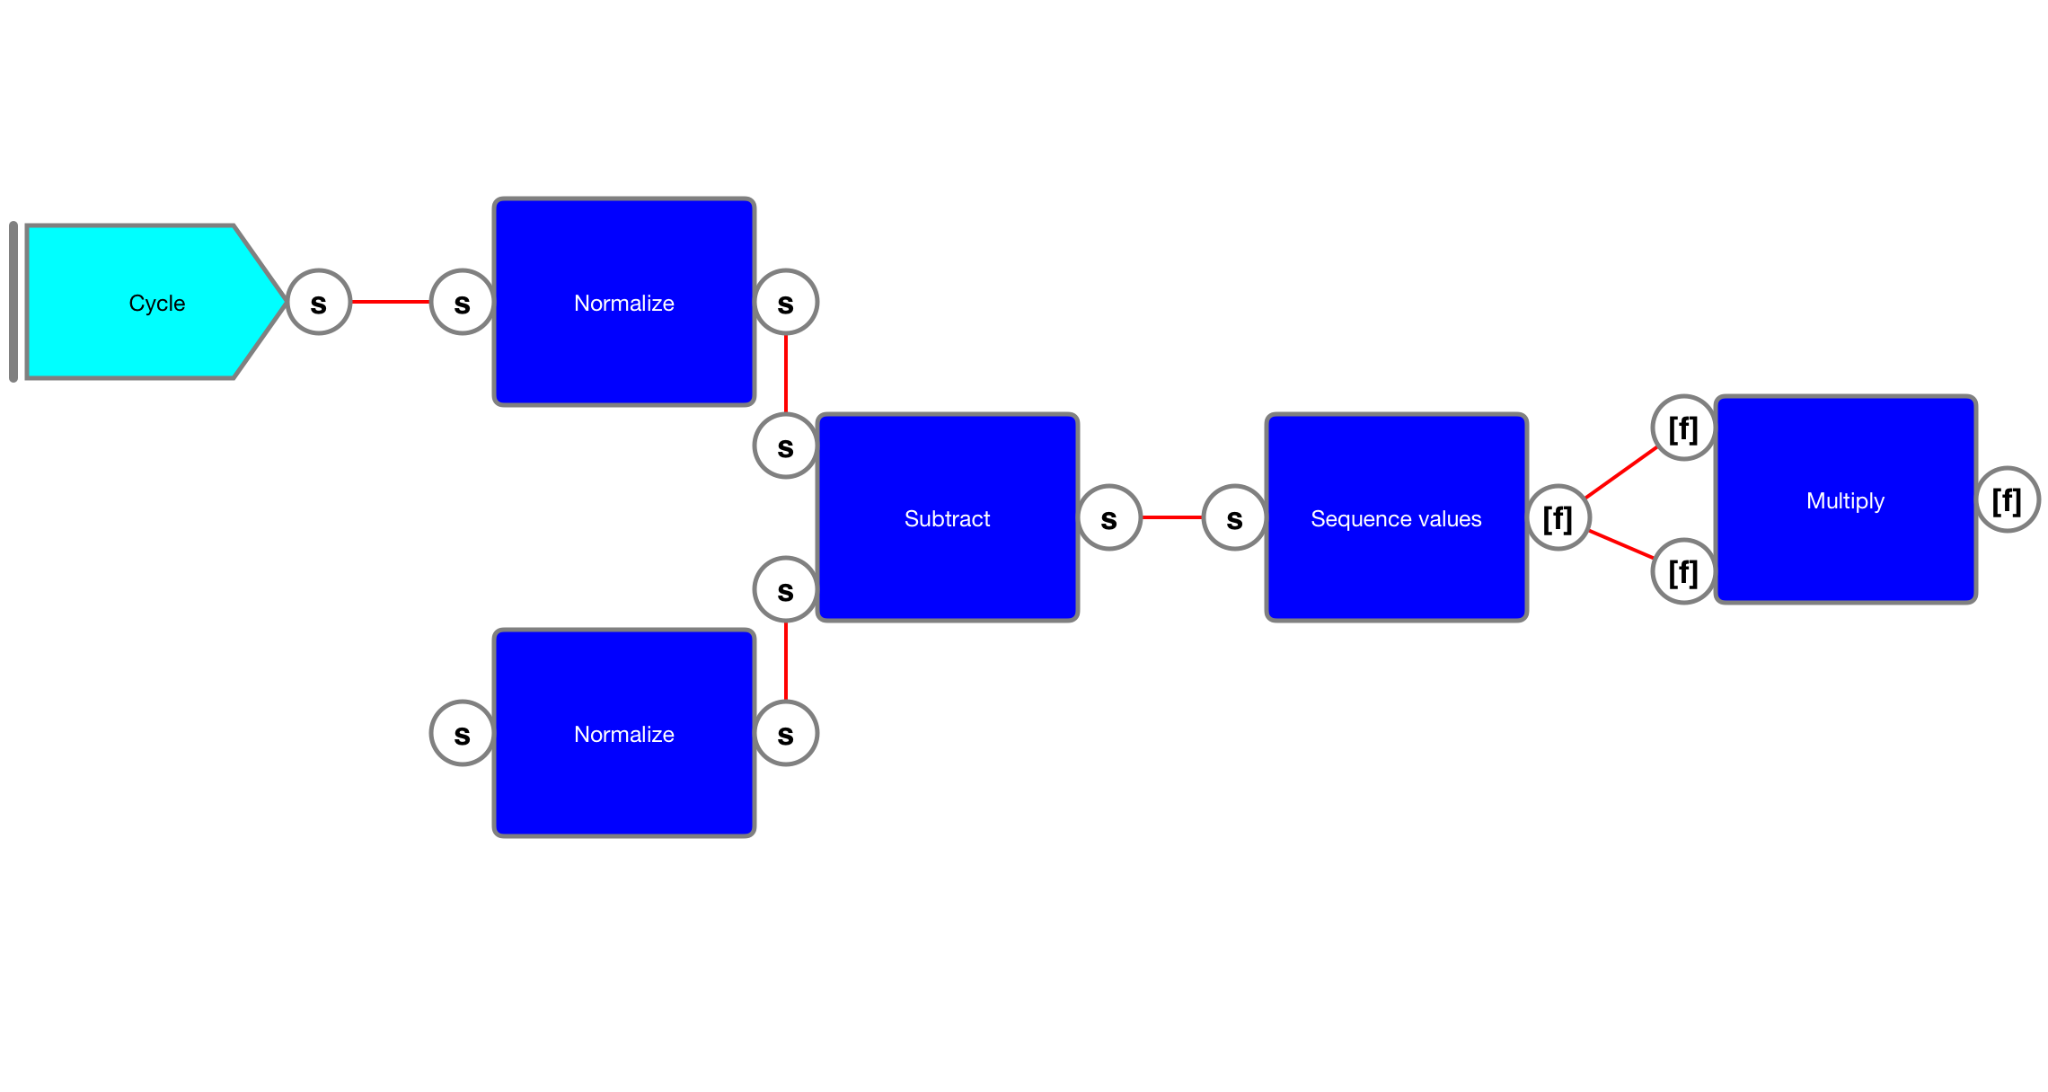 Cycle
s
s
Normalize
s
s
Subtract
s
s
Sequence values
[f]
[f]
Multiply
[f]
[f]
s
s
Normalize
s